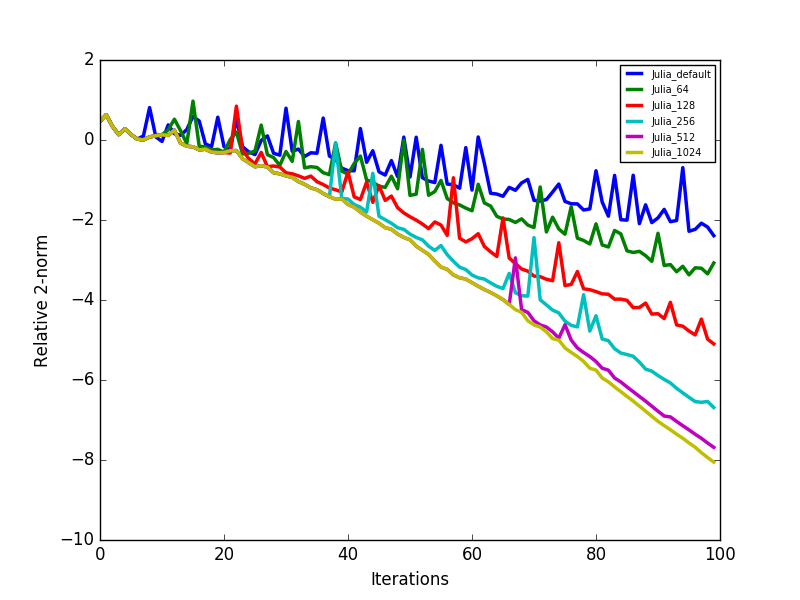 2
0
−2
−4
−6
−8
−10
0 20 40 60 80 100
Relative 2-norm
Iterations
Julia_default
Julia_64
Julia_128
Julia_256
Julia_512
Julia_1024